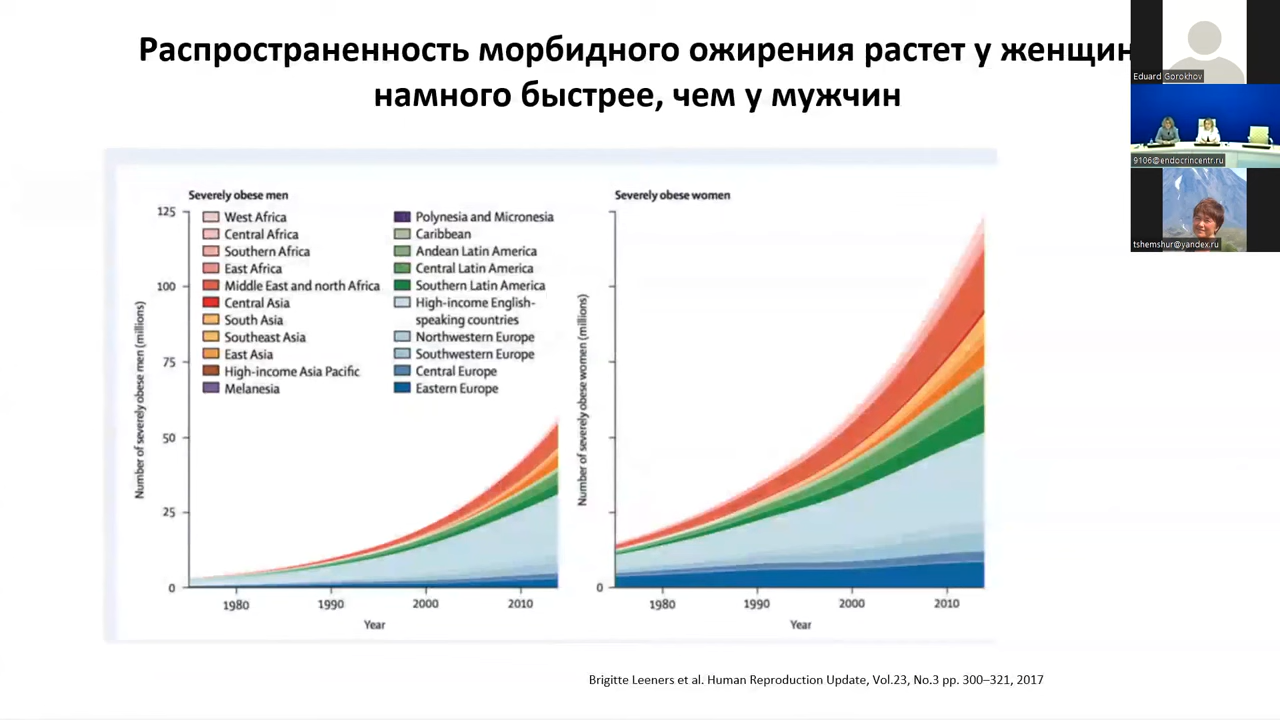 Распространенность морбидного ожирения растет у женщин
намного быстрее, чем у мужчин
Eduard Gorokhov
9106@endocrincentr.ru
tshemshur@yandex.ru
Severely obese men
125
100
75
50
25
0
Number of severely obese men (millions)
West Africa
Central Africa
Southern Africa
East Africa
Middle East and north Africa
Central Asia
South Asia
Southeast Asia
East Asia
High-income Asia Pacific
Melanesia
Polynesia and Micronesia
Caribbean
Andean Latin America
Central Latin America
Southern Latin America
High-income English-
speaking countries
Northwestern Europe
Southwestern Europe
Central Europe
Eastern Europe
1980
1990
2000
2010
Year
Severely obese women
Number of severely obese women (millions)
0
1980
1990
2000
2010
Year
Brigitte Leeners et al. Human Reproduction Update, Vol.23, No.3 pp. 300–321, 2017